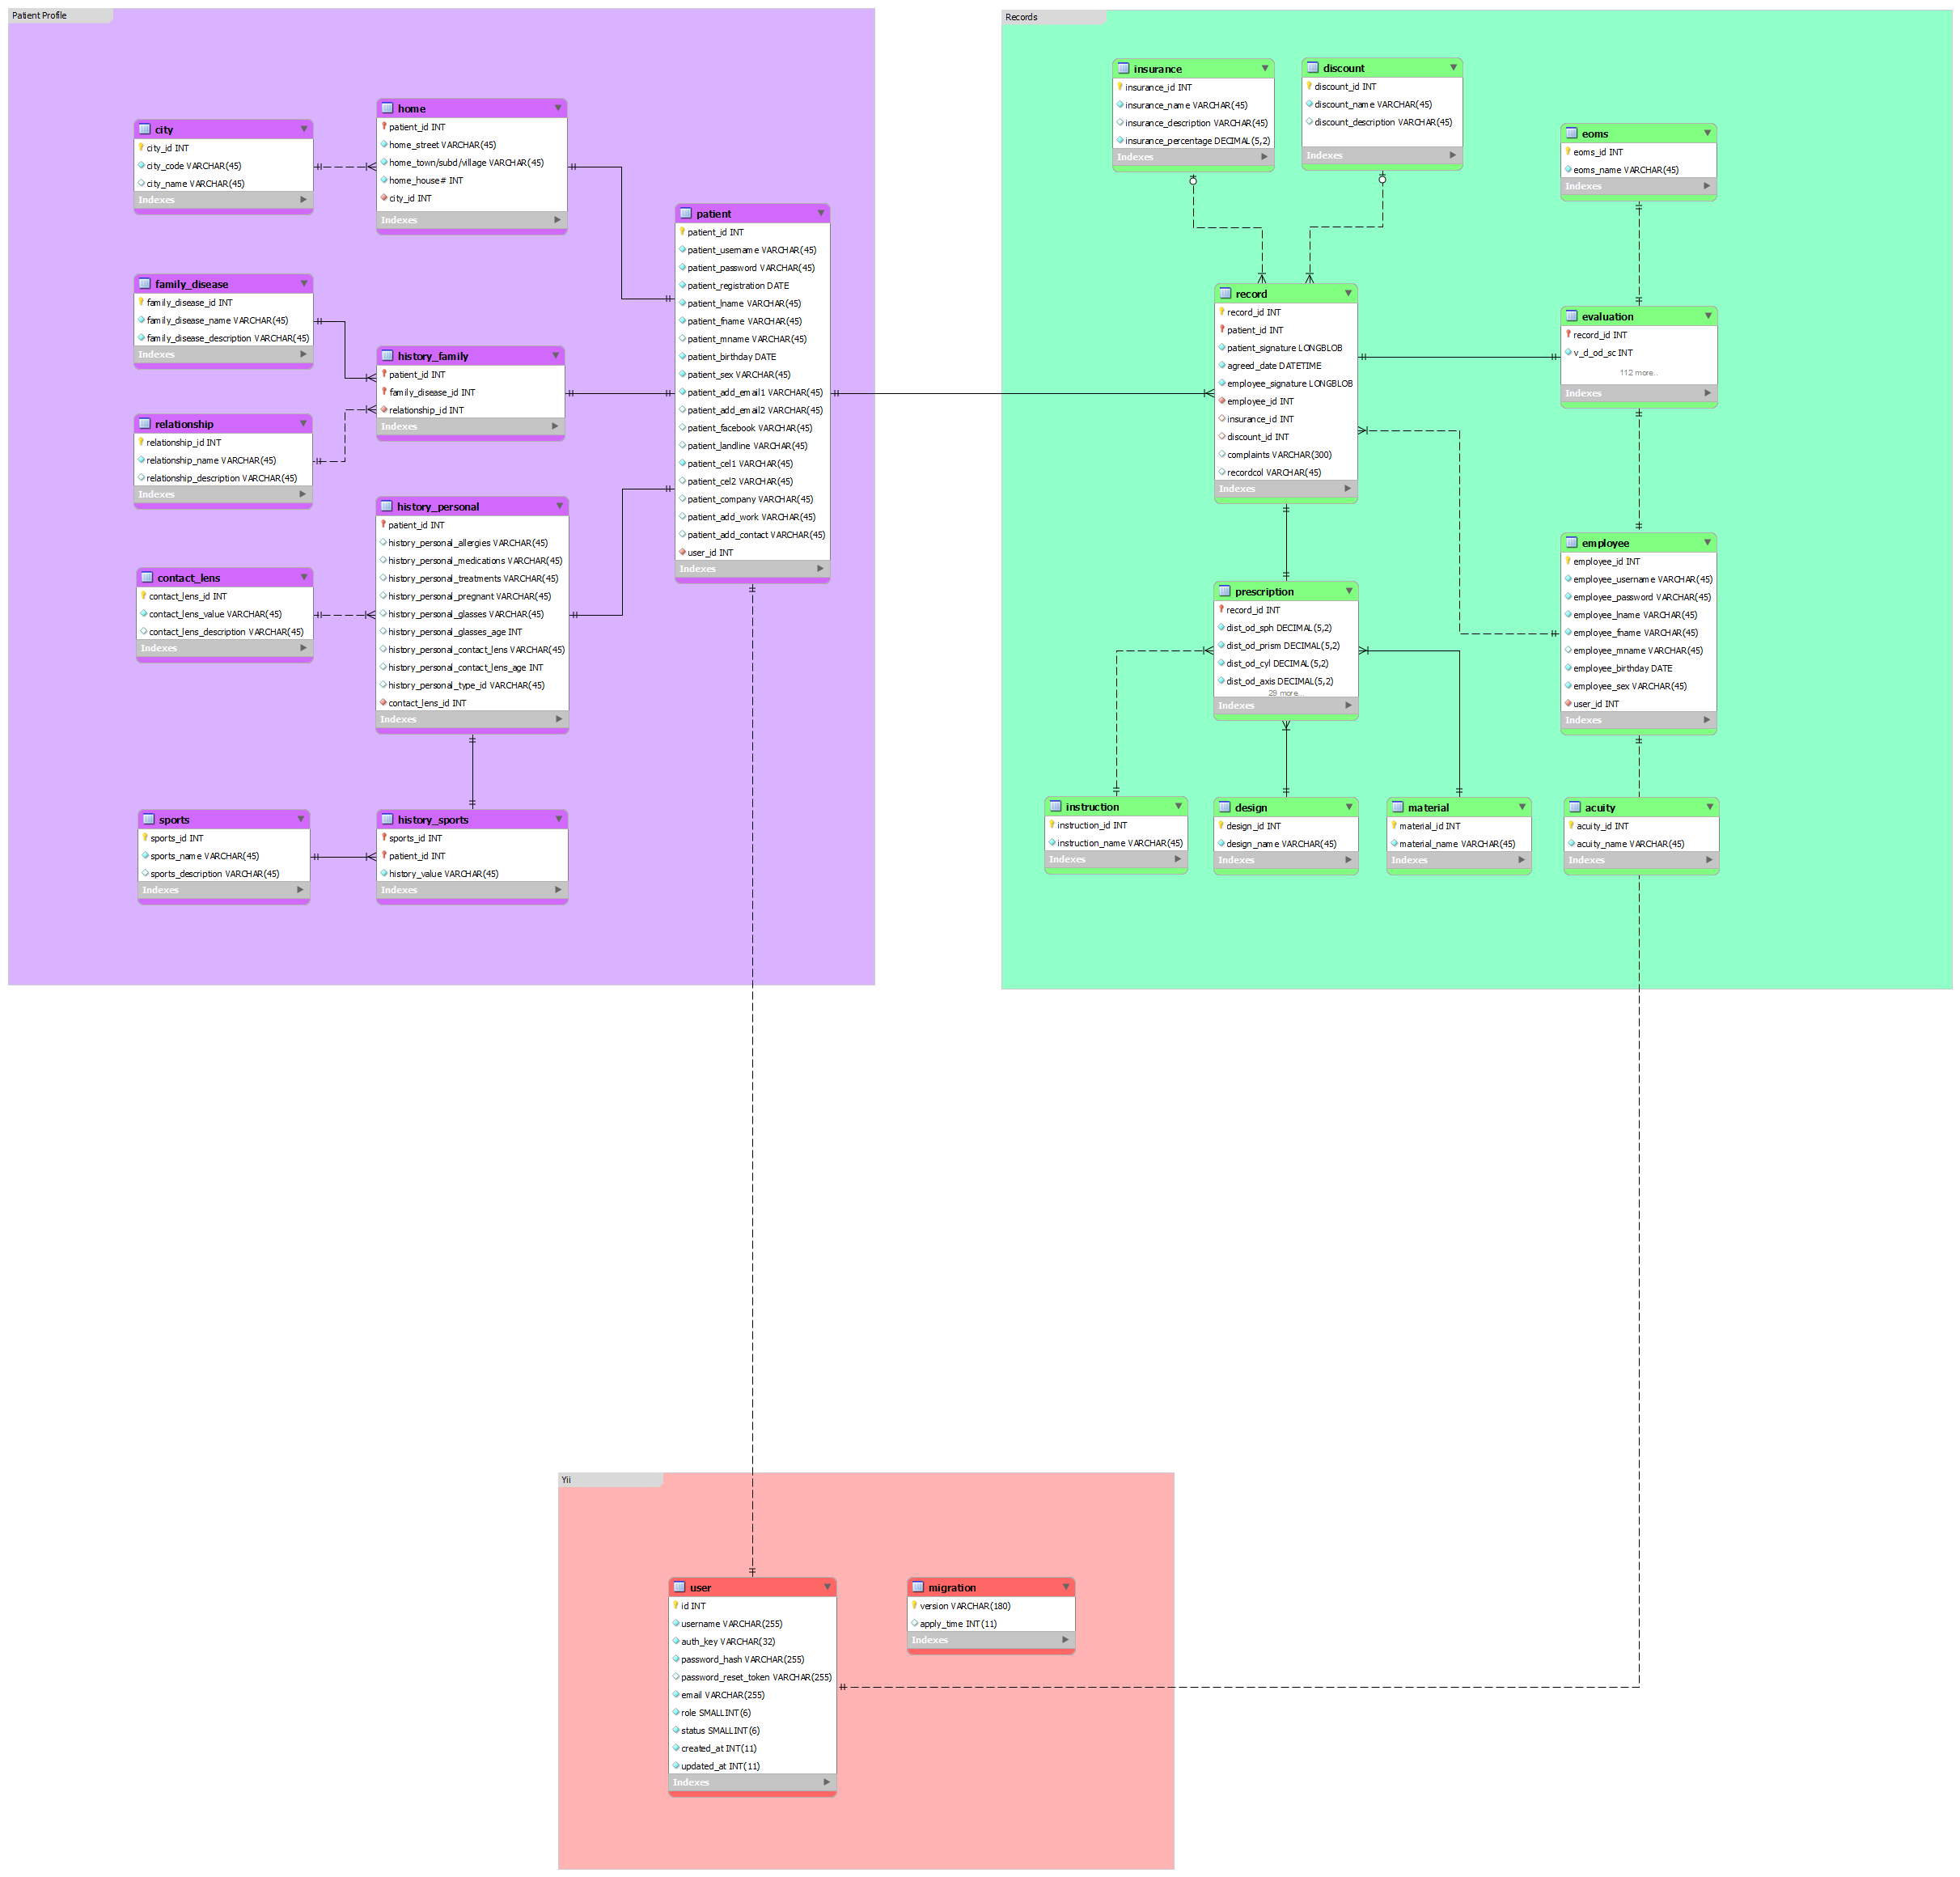 Patient Profile
city
city_id INT
city_code VARCHAR(45)
city_name VARCHAR(45)
Indexes
home
patient_id INT
home_street VARCHAR(45)
home_town/subd/village VARCHAR(45)
home_house# INT
city_id INT
Indexes
family_disease
family_disease_id INT
family_disease_name VARCHAR(45)
family_disease_description VARCHAR(45)
Indexes
history_family
patient_id INT
family_disease_id INT
relationship_id INT
Indexes
relationship
relationship_id INT
relationship_name VARCHAR(45)
relationship_description VARCHAR(45)
Indexes
history_personal
patient_id INT
history_personal_allergies VARCHAR(45)
history_personal_medications VARCHAR(45)
history_personal_treatments VARCHAR(45)
history_personal_pregnant VARCHAR(45)
history_personal_glasses VARCHAR(45)
history_personal_glasses_age INT
history_personal_contact_lens VARCHAR(45)
history_personal_contact_lens_age INT
history_personal_type_id VARCHAR(45)
contact_lens_id INT
Indexes
contact_lens
contact_lens_id INT
contact_lens_value VARCHAR(45)
contact_lens_description VARCHAR(45)
Indexes
sports
sports_id INT
sports_name VARCHAR(45)
sports_description VARCHAR(45)
Indexes
history_sports
sports_id INT
patient_id INT
history_value VARCHAR(45)
Indexes
patient
patient_id INT
patient_username VARCHAR(45)
patient_password VARCHAR(45)
patient_registration DATE
patient_lname VARCHAR(45)
patient_fname VARCHAR(45)
patient_mname VARCHAR(45)
patient_birthday DATE
patient_sex VARCHAR(45)
patient_add_email1 VARCHAR(45)
patient_add_email2 VARCHAR(45)
patient_facebook VARCHAR(45)
patient_landline VARCHAR(45)
patient_cel1 VARCHAR(45)
patient_cel2 VARCHAR(45)
patient_company VARCHAR(45)
patient_add_work VARCHAR(45)
patient_add_contact VARCHAR(45)
user_id INT
Indexes
Records
insurance
insurance_id INT
insurance_name VARCHAR(45)
insurance_description VARCHAR(45)
insurance_percentage DECIMAL(5,2)
Indexes
discount
discount_id INT
discount_name VARCHAR(45)
discount_description VARCHAR(45)
Indexes
eoms
eoms_id INT
eoms_name VARCHAR(45)
Indexes
record
record_id INT
patient_id INT
patient_signature LONGBLOB
agreed_date DATETIME
employee_signature LONGBLOB
employee_id INT
insurance_id INT
discount_id INT
complaints VARCHAR(300)
recordcol VARCHAR(45)
Indexes
evaluation
record_id INT
v_d_od_sc INT
112 more...
Indexes
employee
employee_id INT
employee_username VARCHAR(45)
employee_password VARCHAR(45)
employee_lname VARCHAR(45)
employee_fname VARCHAR(45)
employee_mname VARCHAR(45)
employee_birthday DATE
employee_sex VARCHAR(45)
user_id INT
Indexes
prescription
record_id INT
dist_od_sph DECIMAL(5,2)
dist_od_prism DECIMAL(5,2)
dist_od_cyl DECIMAL(5,2)
dist_od_axis DECIMAL(5,2)
29 more...
Indexes
instruction
instruction_id INT
instruction_name VARCHAR(45)
Indexes
design
design_id INT
design_name VARCHAR(45)
Indexes
material
material_id INT
material_name VARCHAR(45)
Indexes
acuity
acuity_id INT
acuity_name VARCHAR(45)
Indexes
Yii
user
id INT
username VARCHAR(255)
auth_key VARCHAR(32)
password_hash VARCHAR(255)
password_reset_token VARCHAR(255)
email VARCHAR(255)
role SMALLINT(6)
status SMALLINT(6)
created_at INT(11)
updated_at INT(11)
Indexes
migration
version VARCHAR(180)
apply_time INT(11)
Indexes